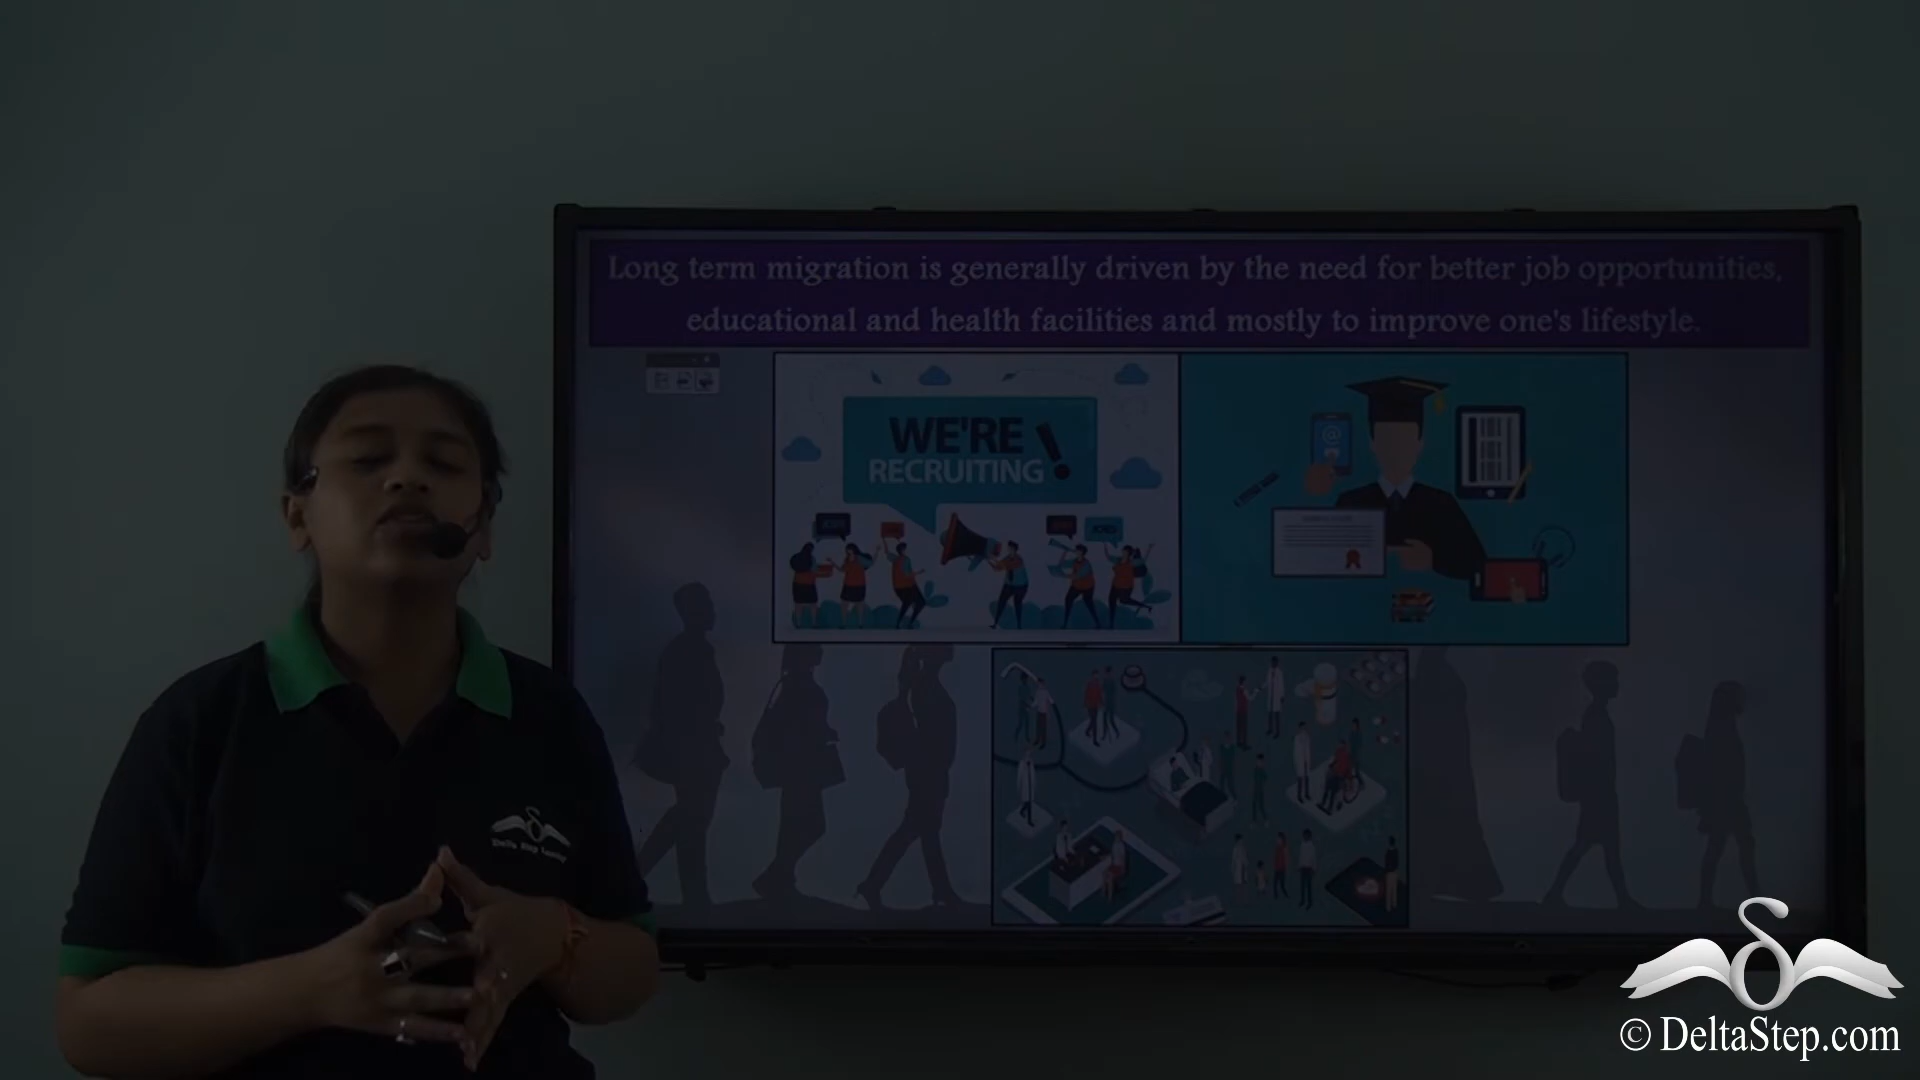 Long term migration is generally driven by the need for better job opportunities,
educational and health facilities and mostly to improve one's lifestyle.
WE'RE
RECRUITING!
@
© DeltaStep.com